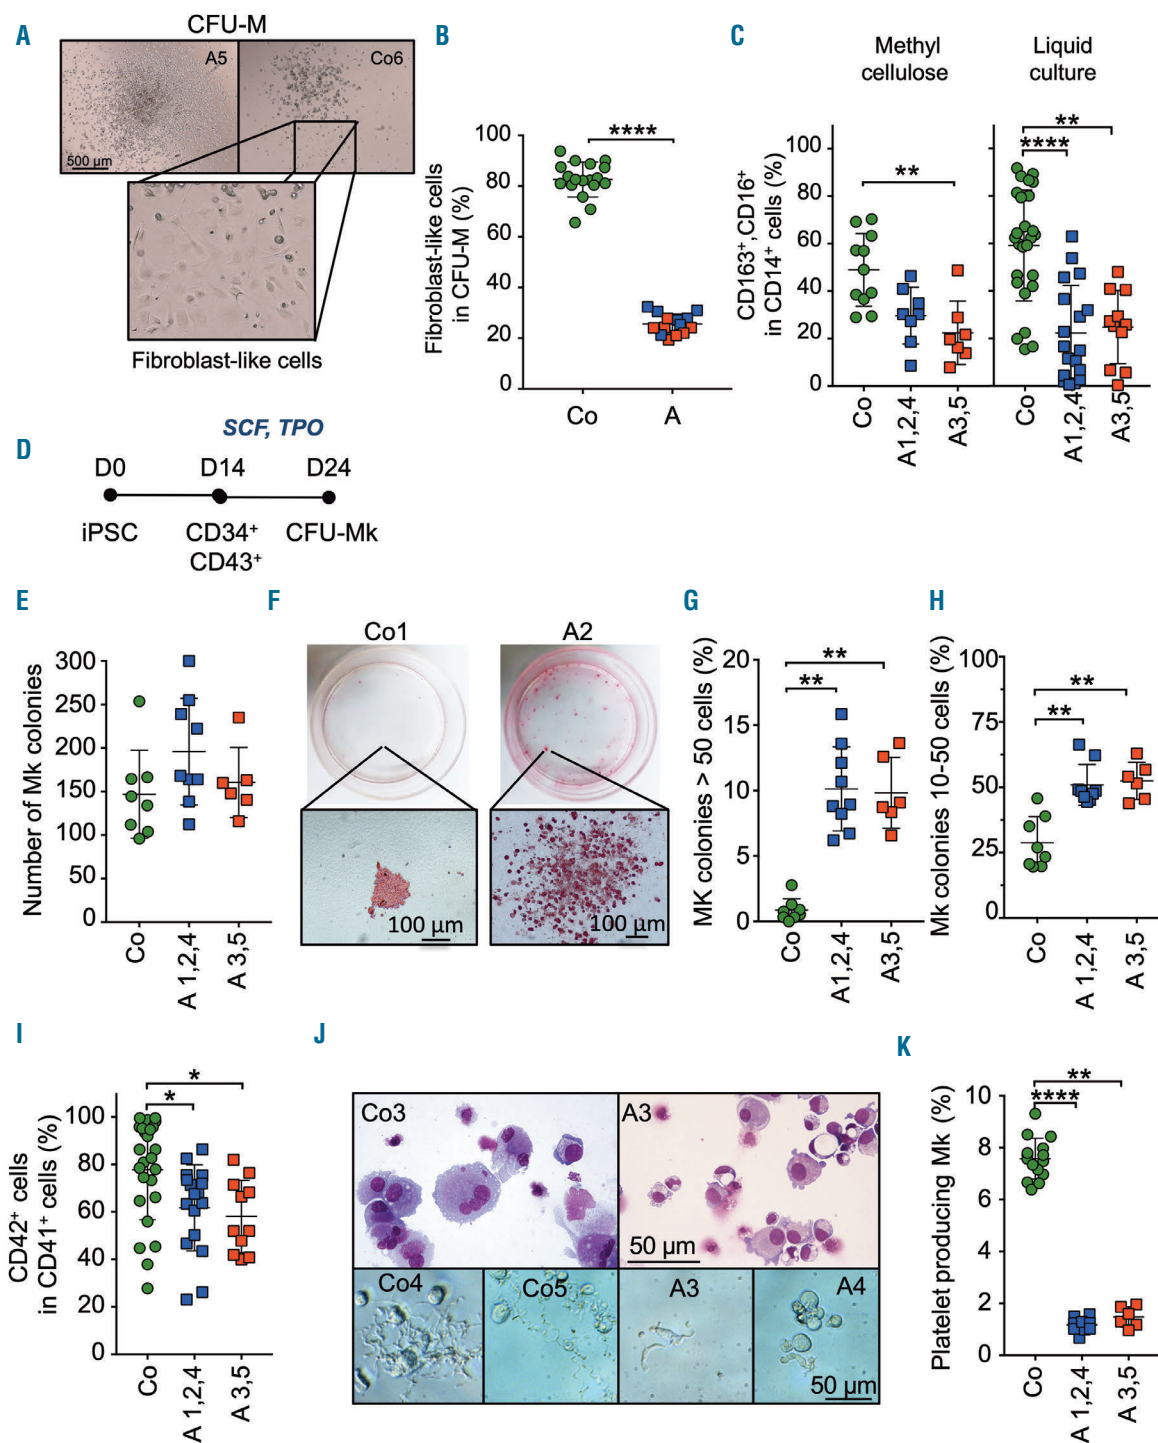 A
CFU-M
A5
Co6
500 µm
Fibroblast-like cells
B
Fibroblast-like cells
in CFU-M (%)
100
80
60
40
20
0
****
Co
A
C
Methyl
cellulose
Liquid
culture
CD163⁺,CD16⁺
in CD14⁺ cells (%)
100
80
60
40
20
0
**
**
****
Co
A1,2,4
A3,5
Co
A1,2,4
A3,5
D
SCF, TPO
D0
D14
D24
iPSC
CD34⁺
CD43⁺
CFU-Mk
E
Number of Mk colonies
300
250
200
150
100
50
0
Co
A 1,2,4
A 3,5
F
Co1
A2
100 µm
100 µm
G
MK colonies > 50 cells (%)
20
15
10
5
0
**
**
Co
A 1,2,4
A3,5
H
Mk colonies 10-50 cells (%)
100
75
50
25
0
**
**
Co
A 1,2,4
A 3,5
I
CD42⁺ cells
in CD41⁺ cells (%)
100
80
60
40
20
0
*
*
Co
A 1,2,4
A 3,5
J
Co3
A3
50 µm
Co4
Co5
A3
A4
50 µm
K
Platelet producing Mk (%)
10
8
6
4
2
0
**
****
Co
A 1,2,4
A 3,5